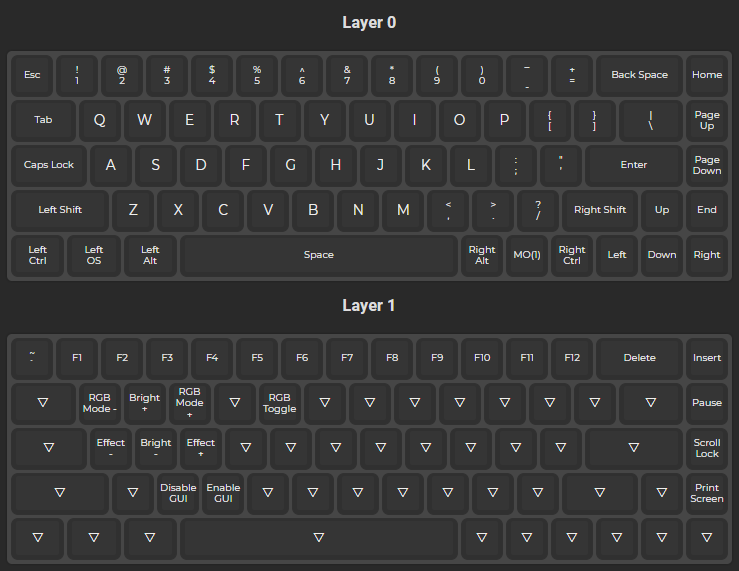 Layer 0
Esc ! 1 @ 2 # 3 $ 4 % 5 ^ 6 & 7 * 8 ( 9 ) 0 _ - + = Back Space Home
Tab Q W E R T Y U I O P { [ } ] | \ Page Up
Caps Lock A S D F G H J K L : ; " ' Enter Page Down
Left Shift Z X C V B N M < , > . ? / Right Shift Up End
Left Ctrl Left OS Left Alt Space Right Alt MO(1) Right Ctrl Left Down Right
Layer 1
~ ` F1 F2 F3 F4 F5 F6 F7 F8 F9 F10 F11 F12 Delete Insert
▽ RGB Mode - Bright + RGB Mode + ▽ RGB Toggle ▽ ▽ ▽ ▽ ▽ ▽ ▽ ▽ Pause
▽ Effect - Bright - Effect + ▽ ▽ ▽ ▽ ▽ ▽ ▽ ▽ ▽ Scroll Lock
▽ ▽ Disable GUI Enable GUI ▽ ▽ ▽ ▽ ▽ ▽ ▽ ▽ ▽ Print Screen
▽ ▽ ▽ ▽ ▽ ▽ ▽ ▽ ▽ ▽